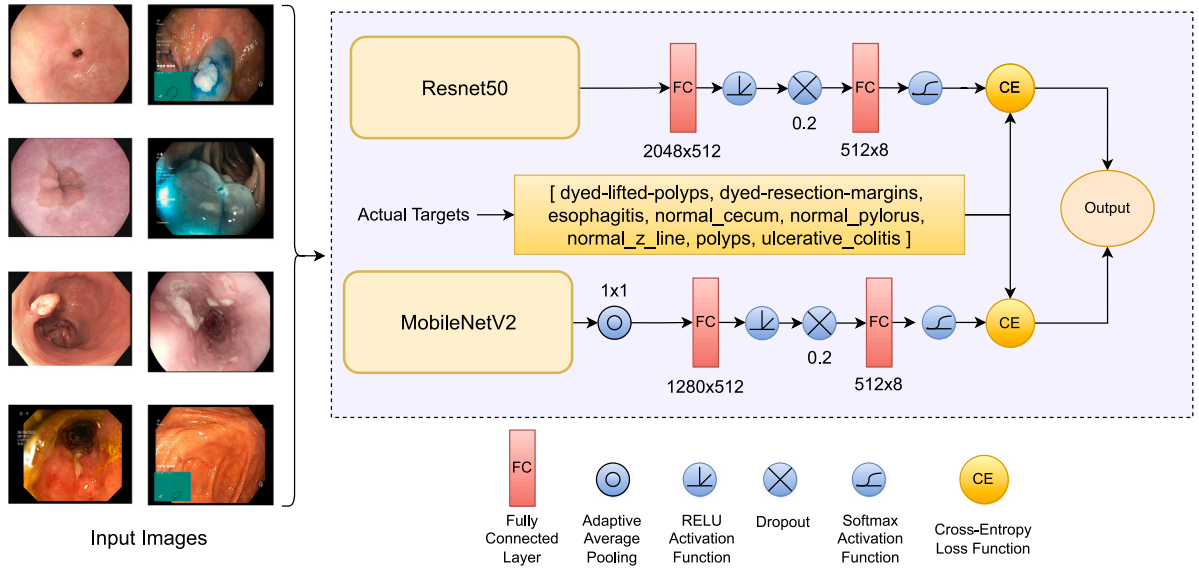 Resnet50
FC
0.2
FC
CE
2048x512
512x8
Actual Targets
[ dyed-lifted-polyps, dyed-resection-margins,
esophagitis, normal_cecum, normal_pylorus,
normal_z_line, polyps, ulcerative_colitis ]
Output
MobileNetV2
1x1
FC
0.2
FC
CE
1280x512
512x8
Input Images
FC
Fully
Connected
Layer
Adaptive
Average
Pooling
RELU
Activation
Function
Dropout
Softmax
Activation
Function
CE
Cross-Entropy
Loss Function